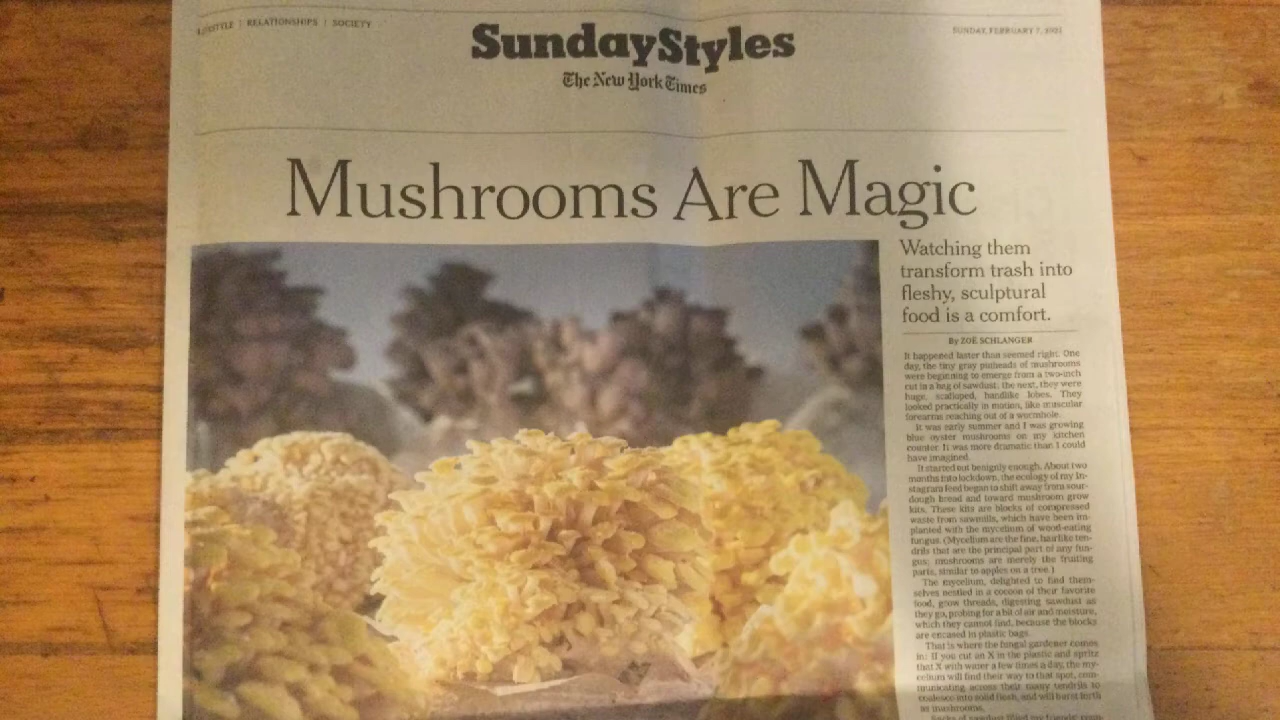 LIFESTYLE | RELATIONSHIPS | SOCIETY
SundayStyles
The New York Times
SUNDAY, FEBRUARY 7, 2021
Mushrooms Are Magic
Watching them
transform trash into
fleshy, sculptural
food is a comfort.
By ZOË SCHLANGER
It happened faster than seemed right. One
day, the tiny gray pinheads of mushrooms
were beginning to emerge from a two-inch
cut in a bag of sawdust; the next, they were
huge, scalloped, handlike lobes. They
looked practically in motion, like muscular
forearms reaching out of a wormhole.
It was early summer and I was growing
blue oyster mushrooms on my kitchen
counter. It was more dramatic than I could
have imagined.
It started out benignly enough. About two
months into lockdown, the ecology of my In-
stagram feed began to shift away from sour-
dough bread and toward mushroom grow
kits. These kits are blocks of compressed
waste from sawmills, which have been im-
planted with the mycelium of wood-eating
fungus. (Mycelium are the fine, hairlike ten-
drils that are the principal part of any fun-
gus; mushrooms are merely the fruiting
parts, similar to apples on a tree.)
The mycelium, delighted to find them-
selves nestled in a cocoon of their favorite
food, grow threads, digesting sawdust as
they go, probing for a bit of air and moisture,
which they cannot find, because the blocks
are encased in plastic bags.
That is where the fungal gardener comes
in: If you cut an X in the plastic and spritz
that X with water a few times a day, the my-
celium will find their way to that spot, com-
municating across their many tendrils to
coalesce into solid flesh, and will burst forth
as mushrooms.